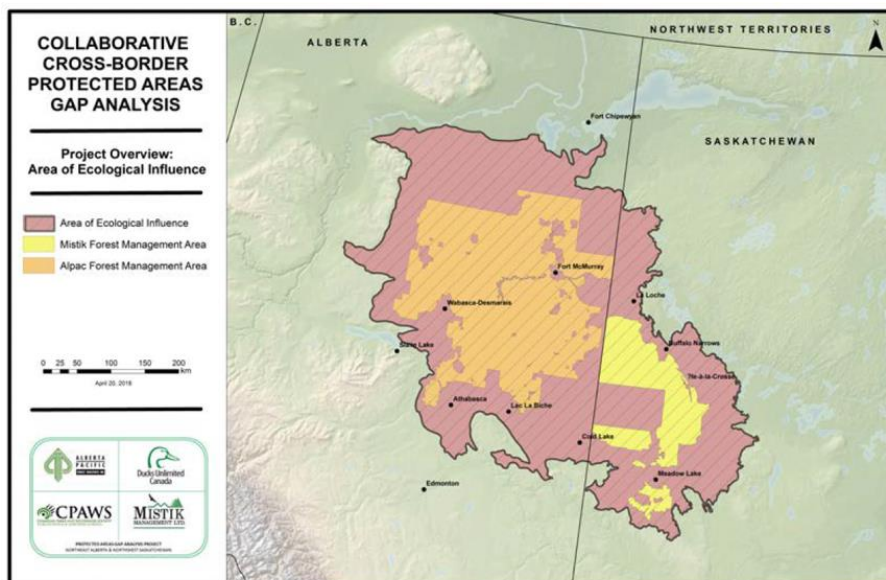 COLLABORATIVE
CROSS-BORDER
PROTECTED AREAS
GAP ANALYSIS
Project Overview:
Area of Ecological Influence
Area of Ecological Influence
Mistik Forest Management Area
Alpac Forest Management Area
0 25 50 100 150 200
km
April 20, 2018
ALBERTA
PACIFIC
Ducks Unlimited
Canada
CPAWS
MISTIK
MANAGEMENT LTD.
PROTECTED AREAS GAP ANALYSIS PROJECT
NORTHWEST ALBERTA & NORTHWEST SASKATCHEWAN
B.C.
ALBERTA
NORTHWEST TERRITORIES
N
SASKATCHEWAN
Fort Chipewyan
Fort McMurray
La Loche
Wabasca-Desmarais
Buffalo Narrows
Slave Lake
Île-à-la-Crosse
Athabasca
Lac La Biche
Cold Lake
Meadow Lake
Edmonton